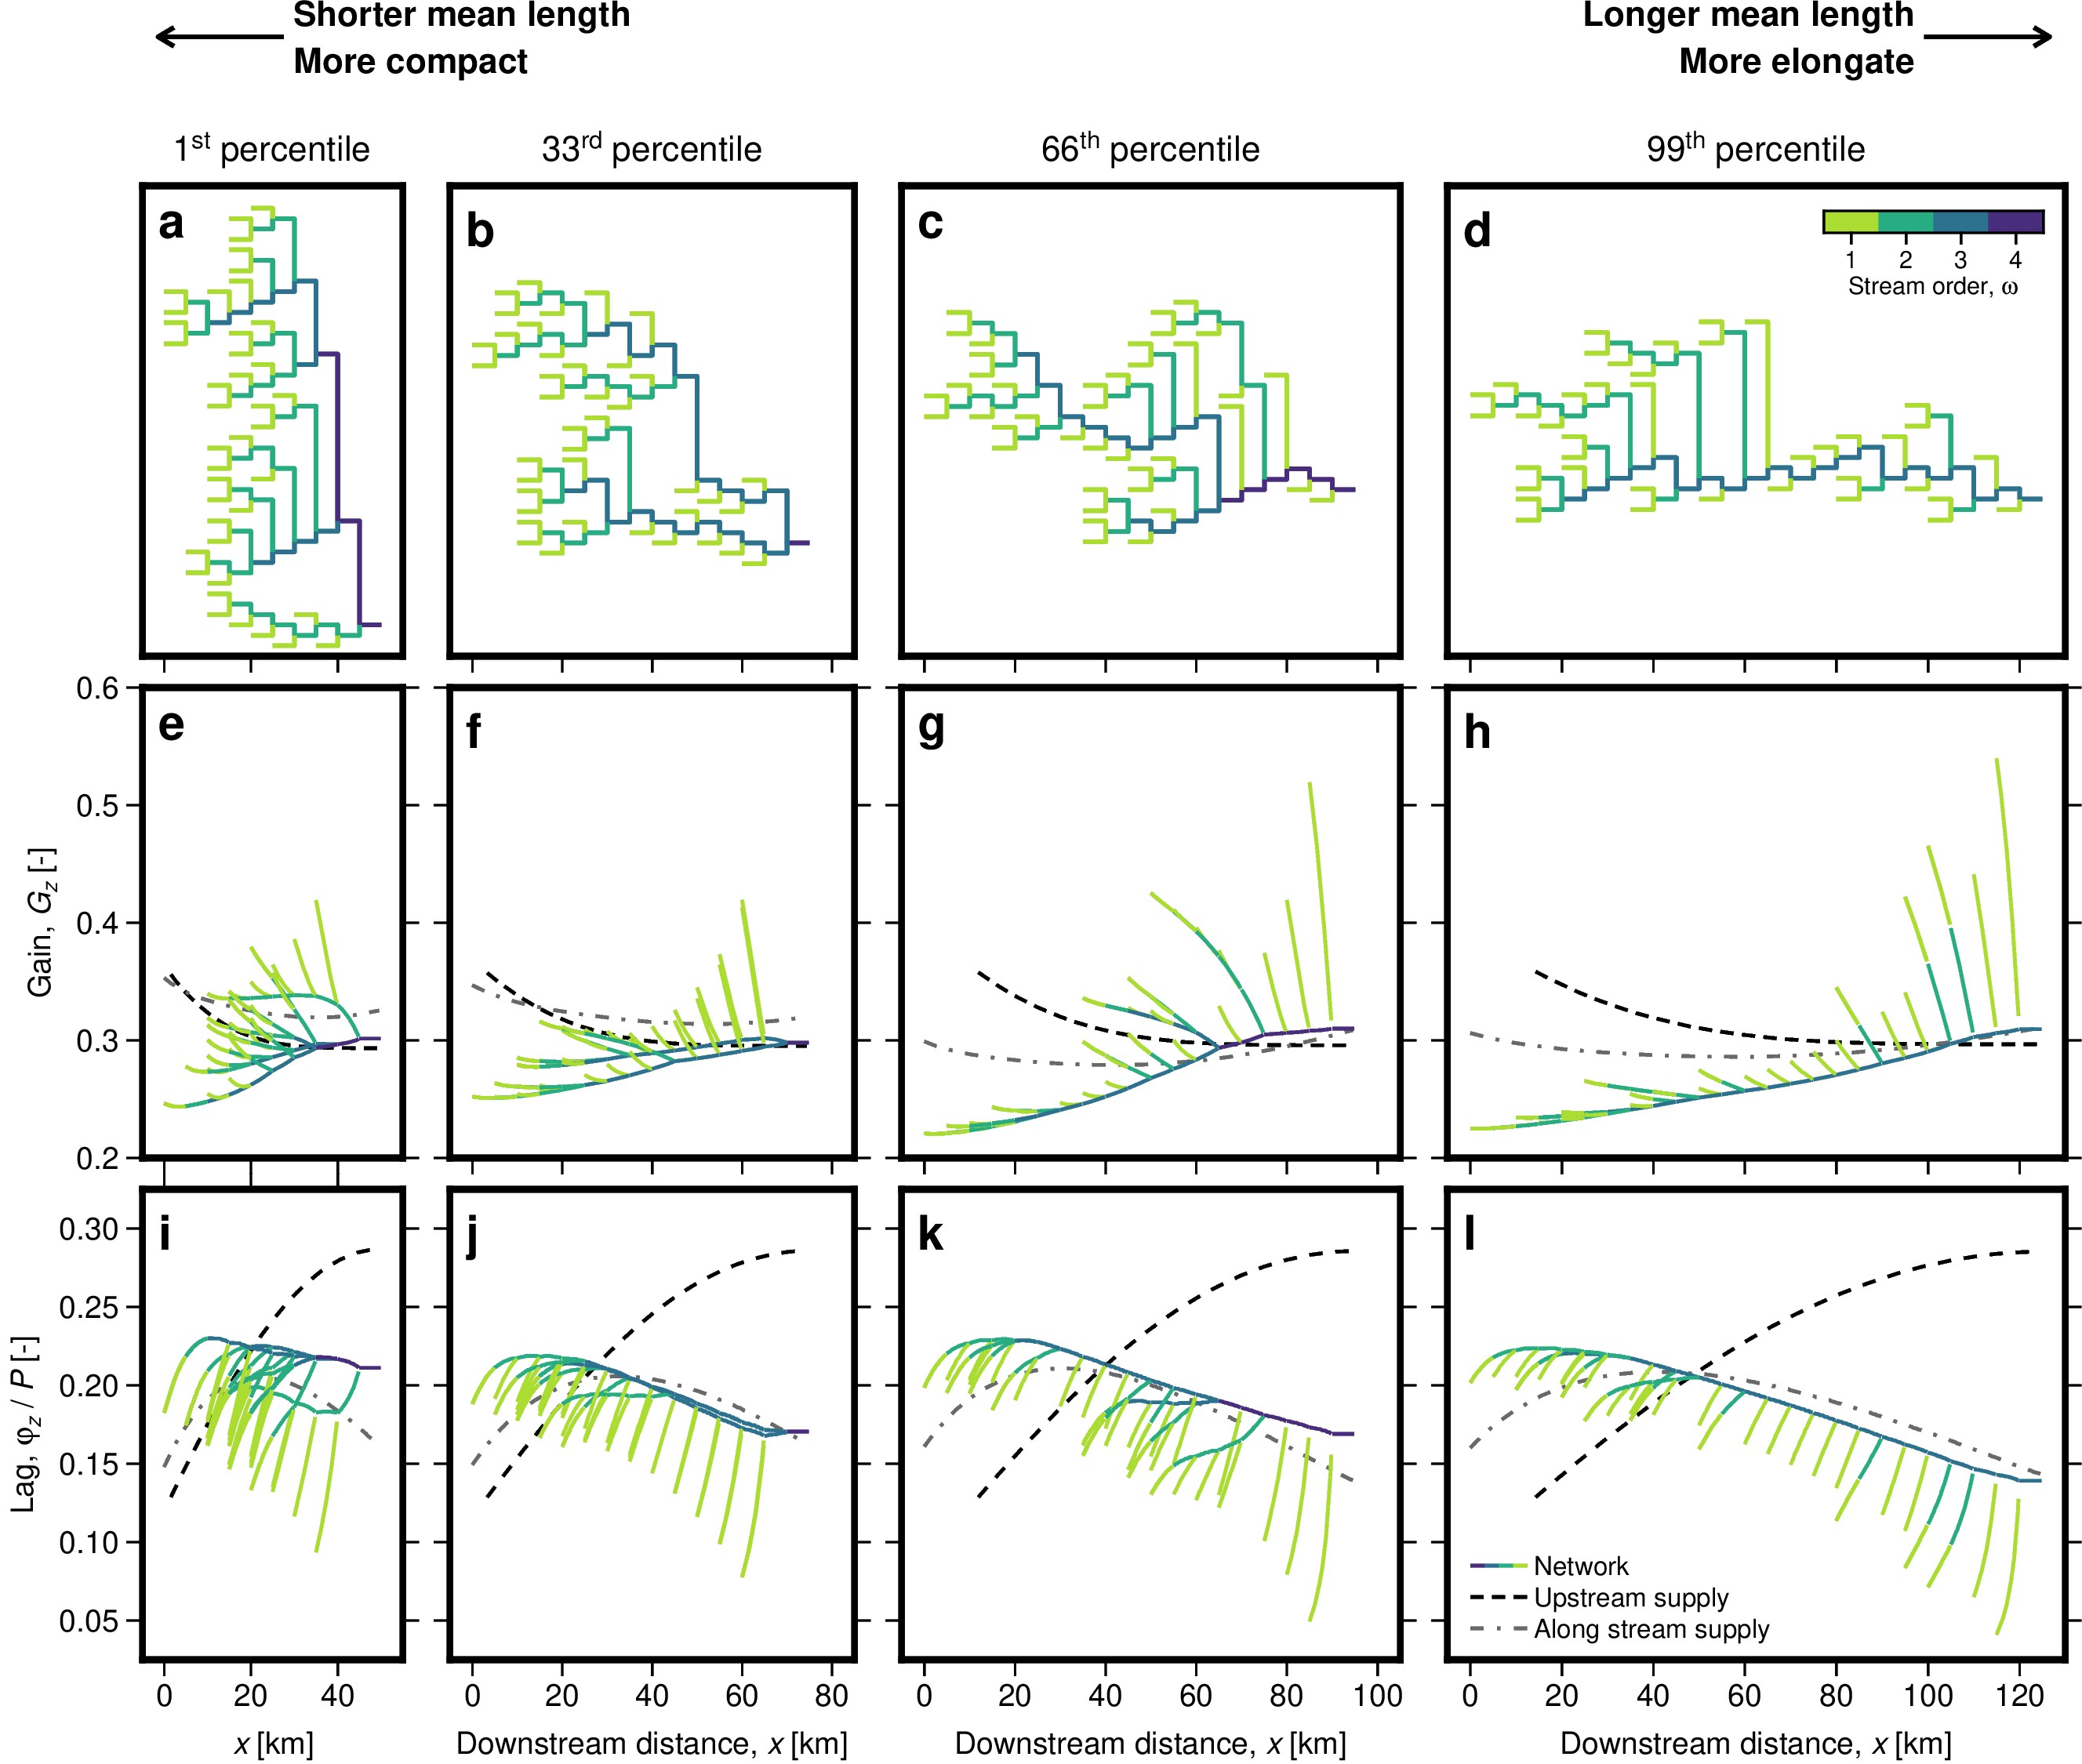 Shorter mean length
More compact
Longer mean length
More elongate
1st percentile
33rd percentile
66th percentile
99th percentile
a
b
c
d
1 2 3 4
Stream order, ω
0.6
0.5
0.4
0.3
0.2
Gain, Gz [-]
e
f
g
h
0.30
0.25
0.20
0.15
0.10
0.05
Lag, φz / P [-]
i
j
k
l
Network
Upstream supply
Along stream supply
0 20 40
0 20 40 60 80
0 20 40 60 80 100
0 20 40 60 80 100 120
x [km]
Downstream distance, x [km]
Downstream distance, x [km]
Downstream distance, x [km]